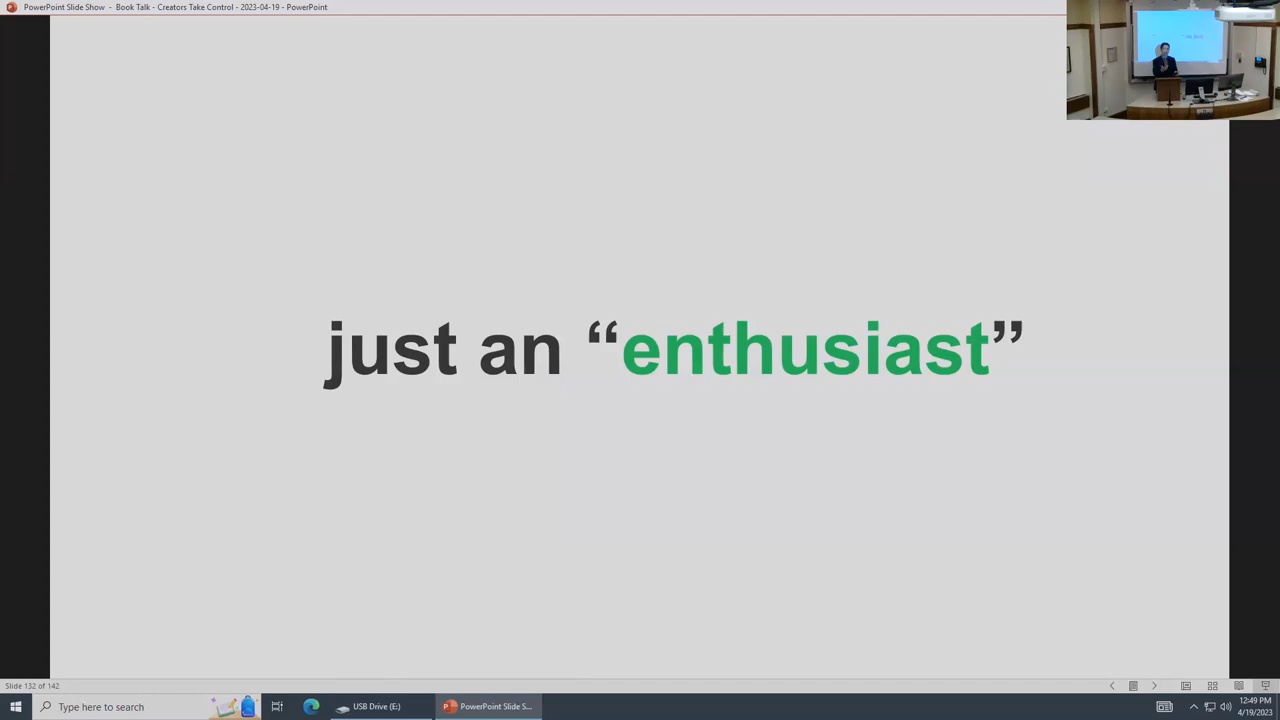 PowerPoint Slide Show - Book Talk - Creators Take Control - 2023-04-19 - PowerPoint
just an “enthusiast”
Slide 132 of 142
Type here to search
USB Drive (E:)
PowerPoint Slide S...
12:49 PM
4/19/2023